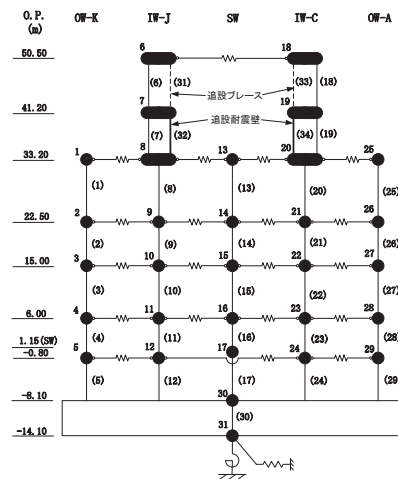 O.P. OW-K IW-J SW IW-C OW-A
(m)
6 18
50.50
(6) (31) (33) (18)
追設ブレース
7 19
41.20
追設耐震壁
(7) (32) (34) (19)
1 8 13 20 25
33.20
(1) (8) (13) (20) (25)
2 9 14 21 26
22.50
(2) (9) (14) (21) (26)
3 10 15 22 27
15.00
(3) (10) (15) (22) (27)
4 11 16 23 28
6.00
1.15(SW) (4) (11) (16) (23) (28)
5 12 17 24 29
-0.80
(5) (12) (17) (24) (29)
-8.10 30
(30)
-14.10 31